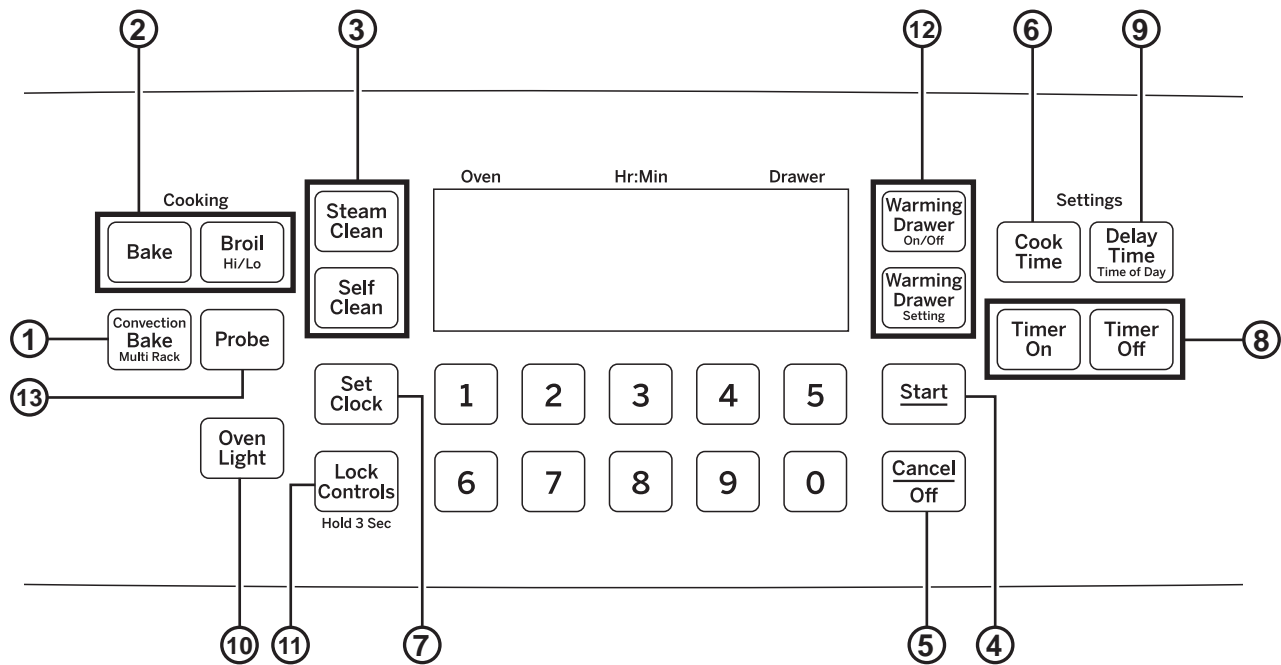 2
3
12
6
9
Cooking
Bake
Broil
Hi/Lo
Steam
Clean
Self
Clean
Oven Hr:Min Drawer
Warming
Drawer
On/Off
Warming
Drawer
Setting
Settings
Cook
Time
Delay
Time
Time of Day
1
Convection
Bake
Multi Rack
Probe
Timer
On
Timer
Off
8
13
Set
Clock
1 2 3 4 5
Start
Oven
Light
Lock
Controls
Hold 3 Sec
6 7 8 9 0
Cancel
Off
10
11
7
5
4